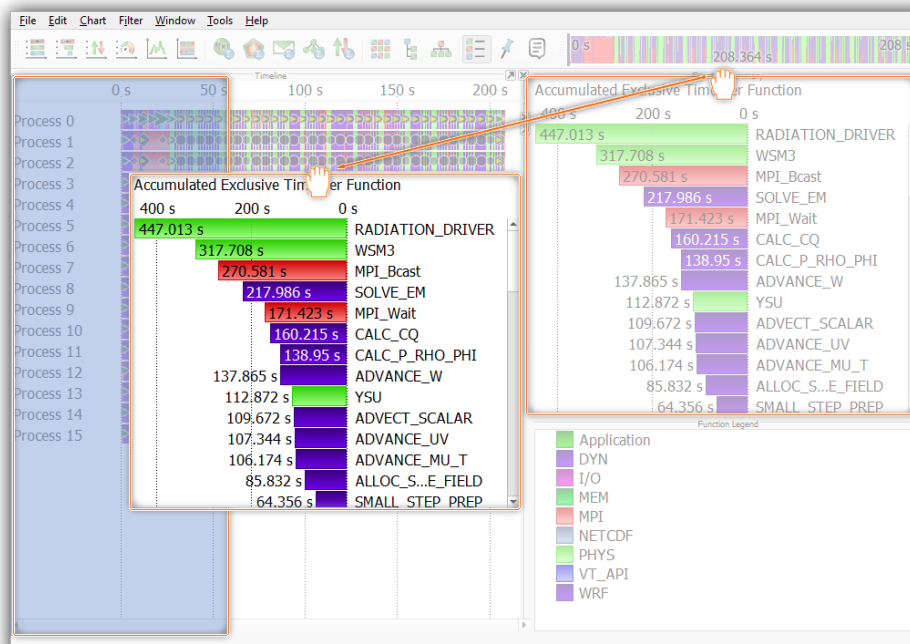 File Edit Chart Filter Window Tools Help
0 s 208 s
208.364 s
Timeline
0 s 50 s 100 s 150 s 200 s
Process 0
Process 1
Process 2
Process 3
Process 4
Process 5
Process 6
Process 7
Process 8
Process 9
Process 10
Process 11
Process 12
Process 13
Process 14
Process 15
Accumulated Exclusive Time per Function
400 s 200 s 0 s
447.013 s RADIATION_DRIVER
317.708 s WSM3
270.581 s MPI_Bcast
217.986 s SOLVE_EM
171.423 s MPI_Wait
160.215 s CALC_CQ
138.95 s CALC_P_RHO_PHI
137.865 s ADVANCE_W
112.872 s YSU
109.672 s ADVECT_SCALAR
107.344 s ADVANCE_UV
106.174 s ADVANCE_MU_T
85.832 s ALLOC_S...E_FIELD
64.356 s SMALL_STEP_PREP
Accumulated Exclusive Time per Function
400 s 200 s 0 s
447.013 s RADIATION_DRIVER
317.708 s WSM3
270.581 s MPI_Bcast
217.986 s SOLVE_EM
171.423 s MPI_Wait
160.215 s CALC_CQ
138.95 s CALC_P_RHO_PHI
137.865 s ADVANCE_W
112.872 s YSU
109.672 s ADVECT_SCALAR
107.344 s ADVANCE_UV
106.174 s ADVANCE_MU_T
85.832 s ALLOC_S...E_FIELD
64.356 s SMALL_STEP_PREP
Function Legend
Application
DYN
I/O
MEM
MPI
NETCDF
PHYS
VT_API
WRF